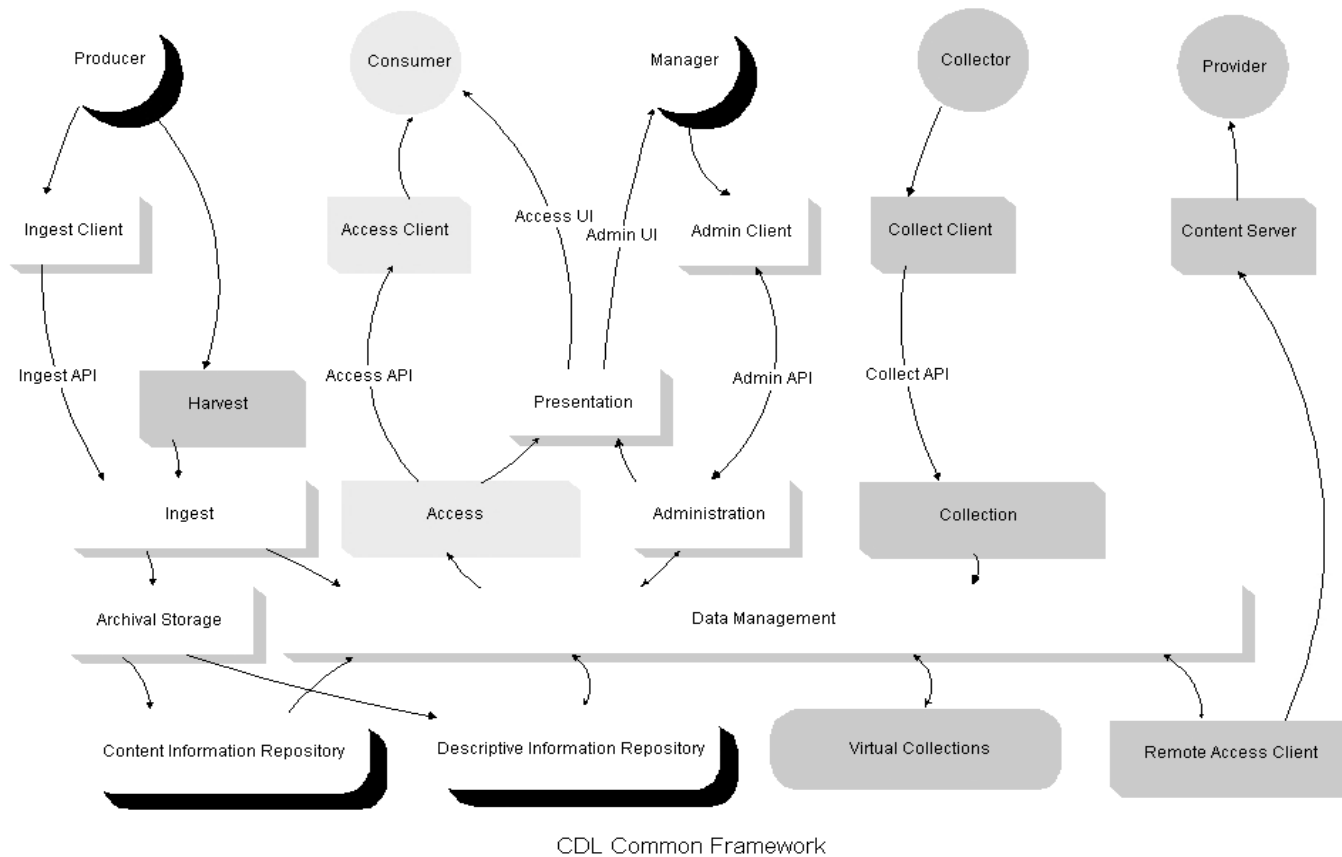 Producer
Consumer
Manager
Collector
Provider
Ingest Client
Access Client
Access UI
Admin UI
Admin Client
Collect Client
Content Server
Ingest API
Access API
Admin API
Collect API
Harvest
Presentation
Ingest
Access
Administration
Collection
Archival Storage
Data Management
Content Information Repository
Descriptive Information Repository
Virtual Collections
Remote Access Client
CDL Common Framework